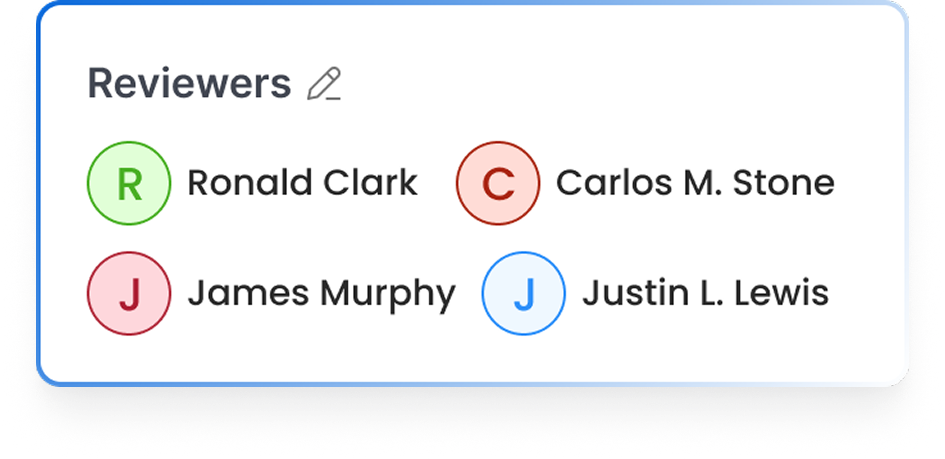 Reviewers
R Ronald Clark C Carlos M. Stone
J James Murphy J Justin L. Lewis